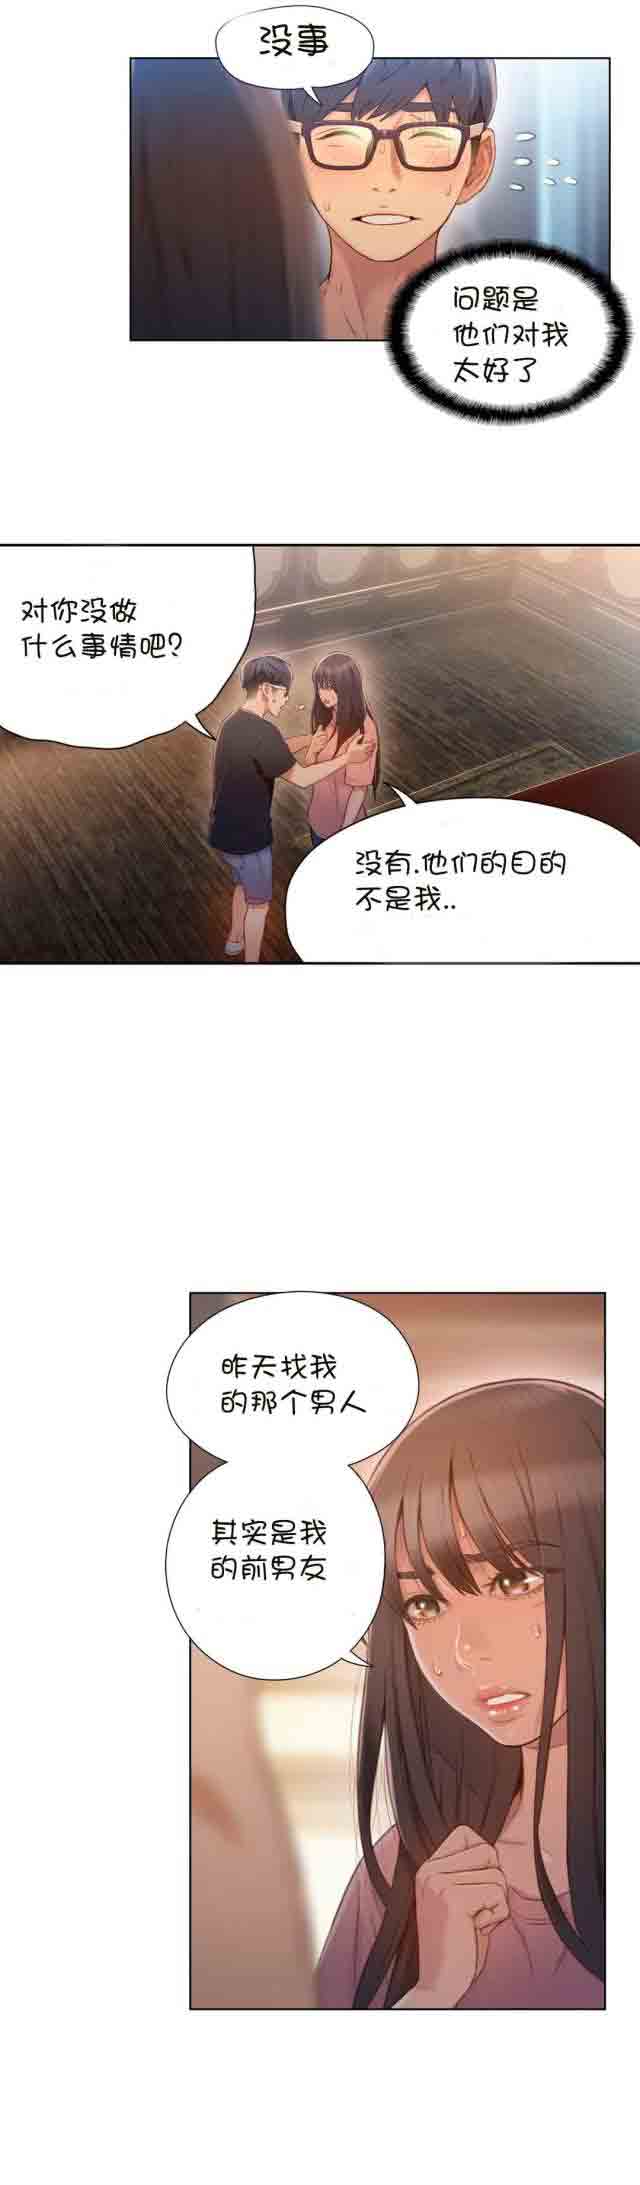 没事
问题是
他们对我
太好了
对你没做
什么事情吧?
没有.他们的目的
不是我..
昨天找我
的那个男人
其实是我
的前男友